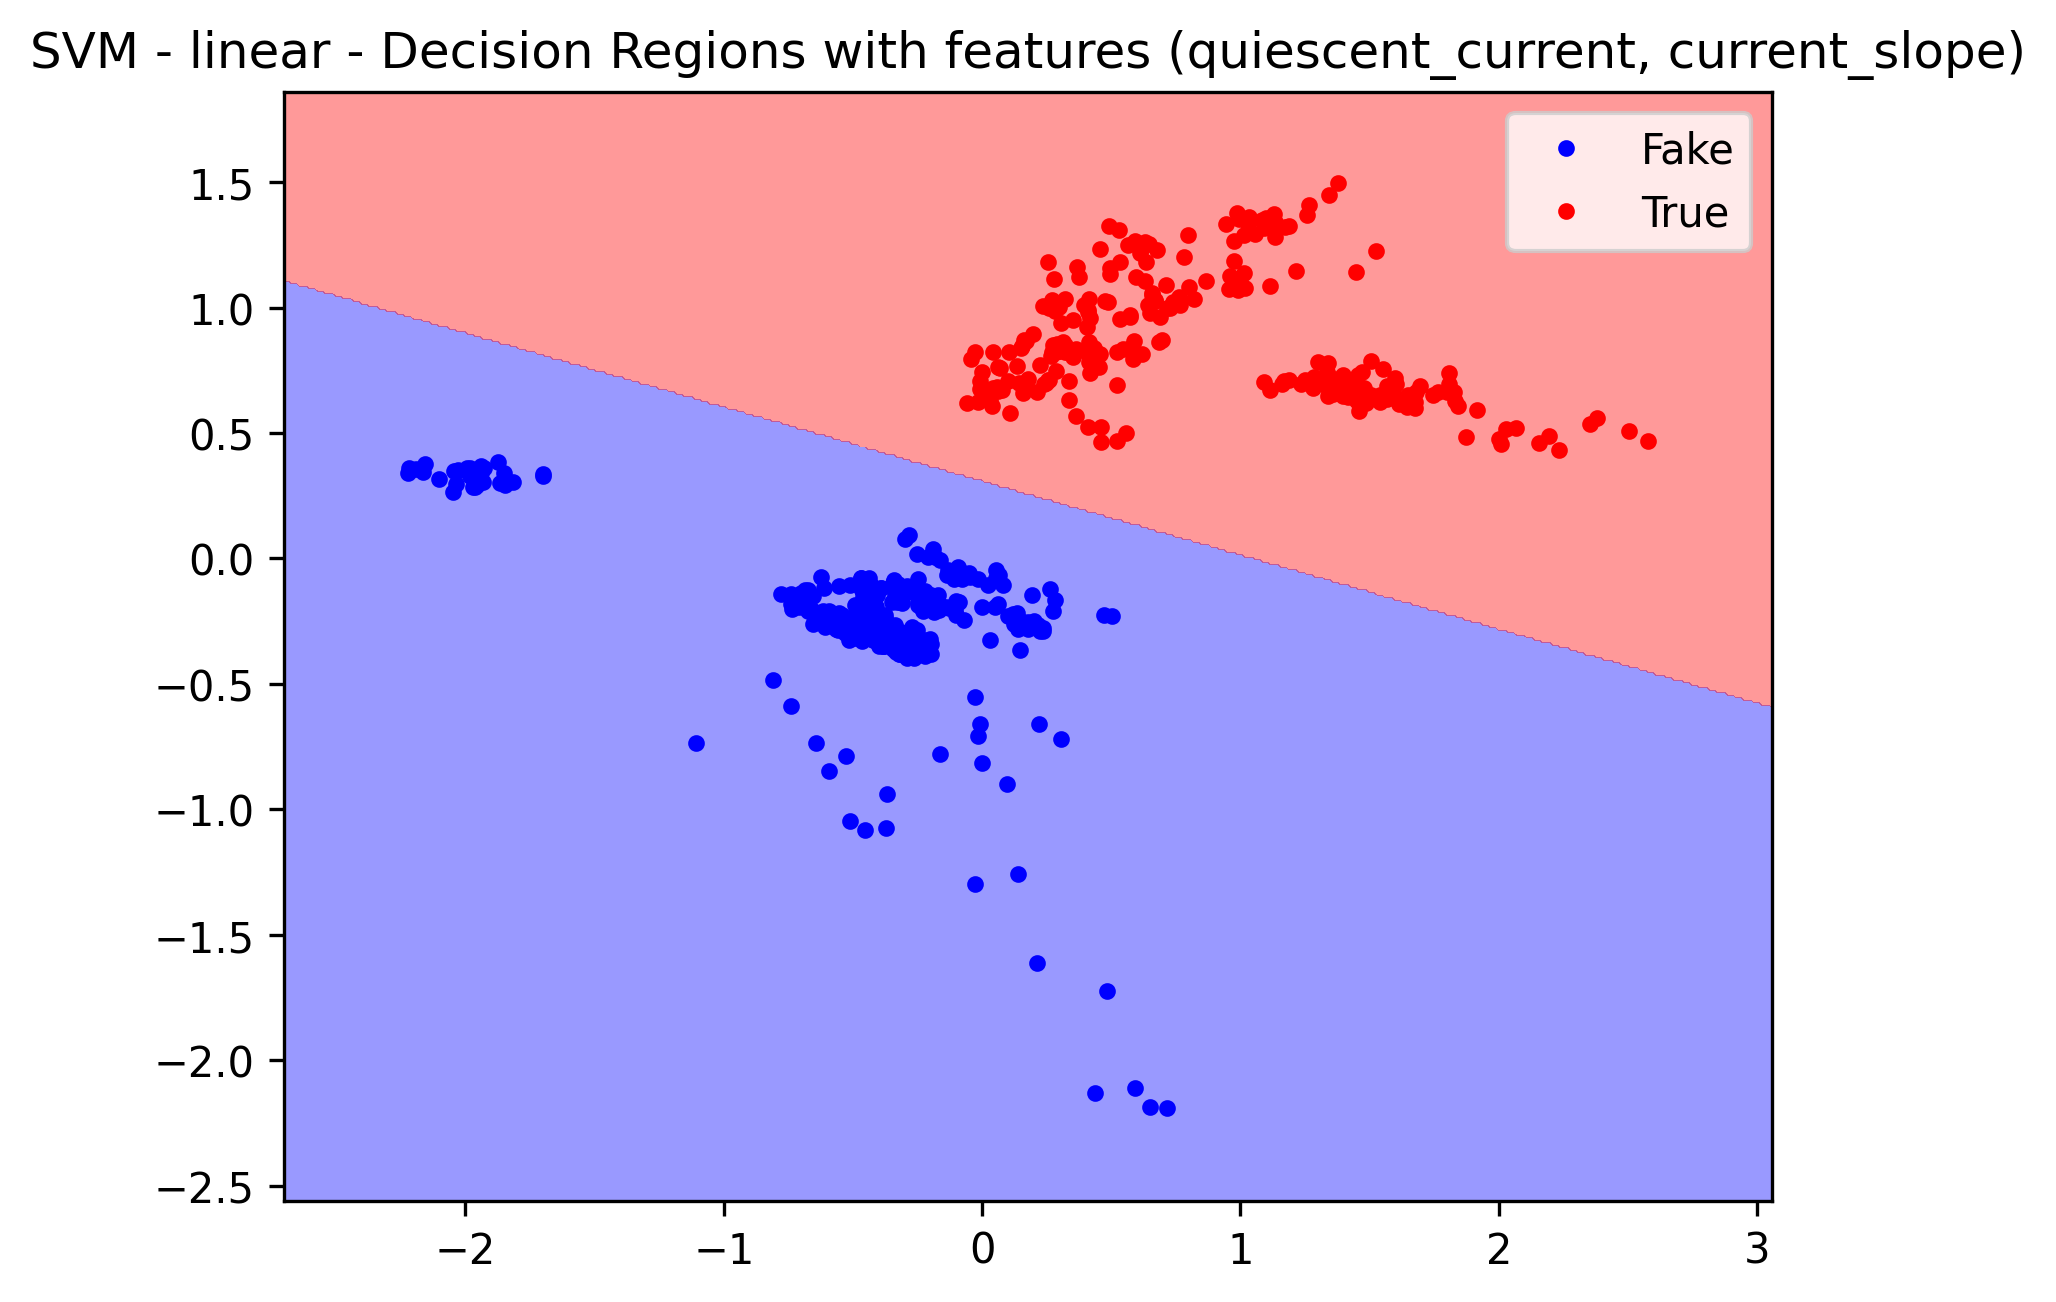 SVM - linear - Decision Regions with features (quiescent_current, current_slope)
Fake
True
1.5
1.0
0.5
0.0
−0.5
−1.0
−1.5
−2.0
−2.5
−2 −1 0 1 2 3